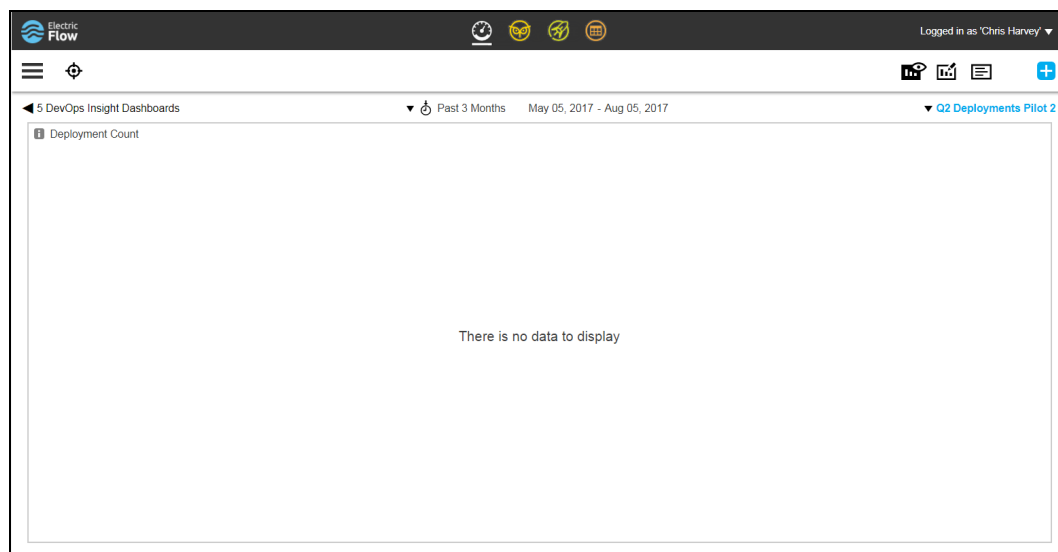 Electric
Flow
Logged in as 'Chris Harvey'
5 DevOps Insight Dashboards
Past 3 Months May 05, 2017 - Aug 05, 2017
Q2 Deployments Pilot 2
Deployment Count
There is no data to display